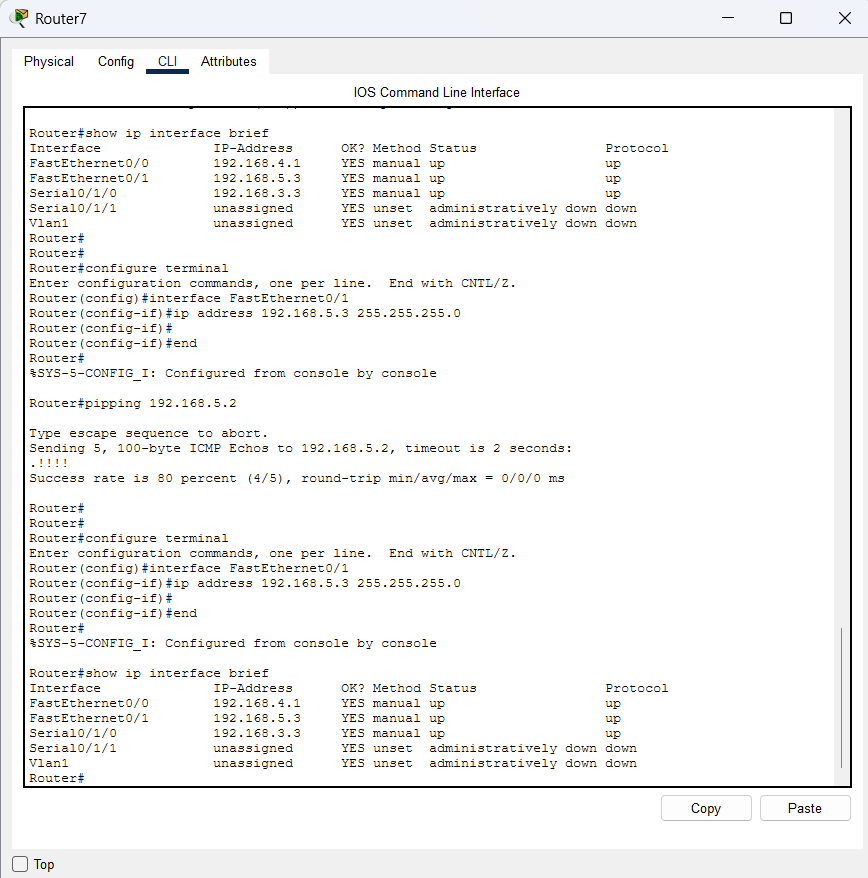 Router7
Physical Config CLI Attributes
IOS Command Line Interface
Router#show ip interface brief
Interface IP-Address OK? Method Status Protocol
FastEthernet0/0 192.168.4.1 YES manual up up
FastEthernet0/1 192.168.5.3 YES manual up up
Serial0/1/0 192.168.3.3 YES manual up up
Serial0/1/1 unassigned YES unset administratively down down
Vlan1 unassigned YES unset administratively down down
Router#
Router#
Router#configure terminal
Enter configuration commands, one per line. End with CNTL/Z.
Router(config)#interface FastEthernet0/1
Router(config-if)#ip address 192.168.5.3 255.255.255.0
Router(config-if)#
Router(config-if)#end
Router#
%SYS-5-CONFIG_I: Configured from console by console
Router#pipping 192.168.5.2
Type escape sequence to abort.
Sending 5, 100-byte ICMP Echos to 192.168.5.2, timeout is 2 seconds:
.!!!!
Success rate is 80 percent (4/5), round-trip min/avg/max = 0/0/0 ms
Router#
Router#
Router#configure terminal
Enter configuration commands, one per line. End with CNTL/Z.
Router(config)#interface FastEthernet0/1
Router(config-if)#ip address 192.168.5.3 255.255.255.0
Router(config-if)#
Router(config-if)#end
Router#
%SYS-5-CONFIG_I: Configured from console by console
Router#show ip interface brief
Interface IP-Address OK? Method Status Protocol
FastEthernet0/0 192.168.4.1 YES manual up up
FastEthernet0/1 192.168.5.3 YES manual up up
Serial0/1/0 192.168.3.3 YES manual up up
Serial0/1/1 unassigned YES unset administratively down down
Vlan1 unassigned YES unset administratively down down
Router#
Copy Paste
Top